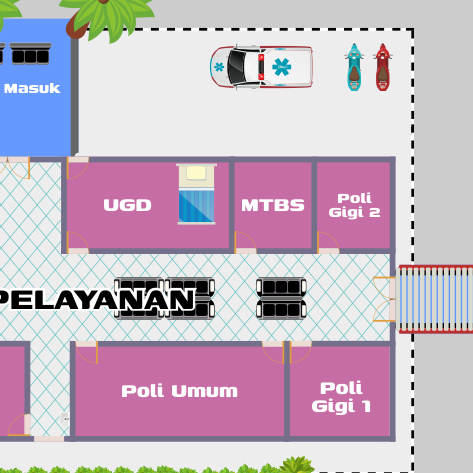 Masuk
UGD
MTBS
Poli
Gigi 2
PELAYANAN
Poli Umum
Poli
Gigi 1